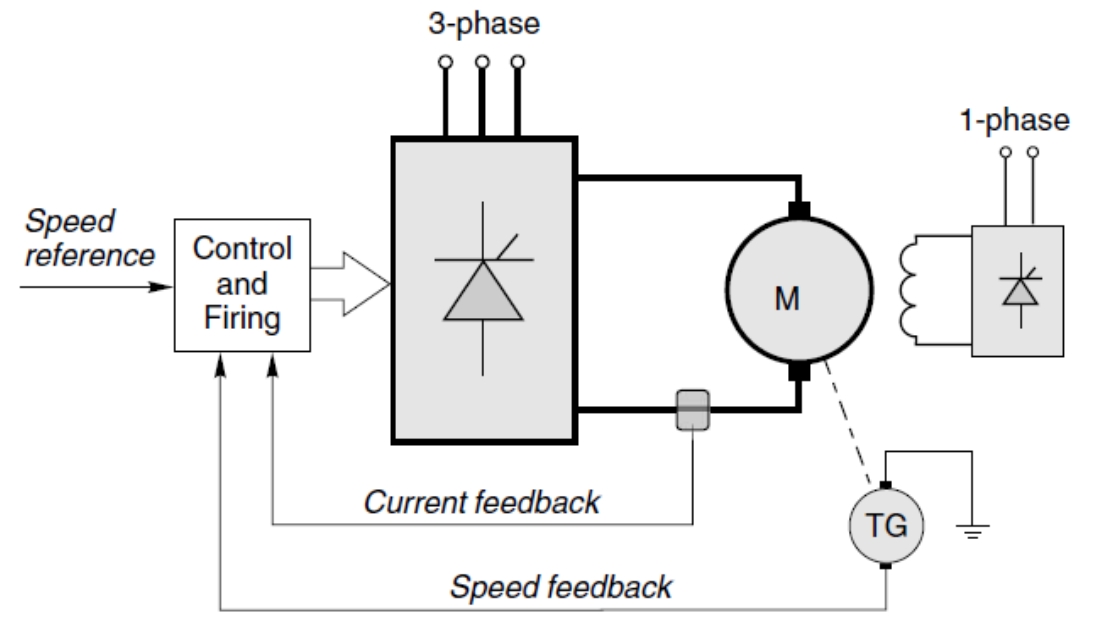 3-phase
1-phase
Speed
reference
Control
and
Firing
M
Current feedback
TG
Speed feedback